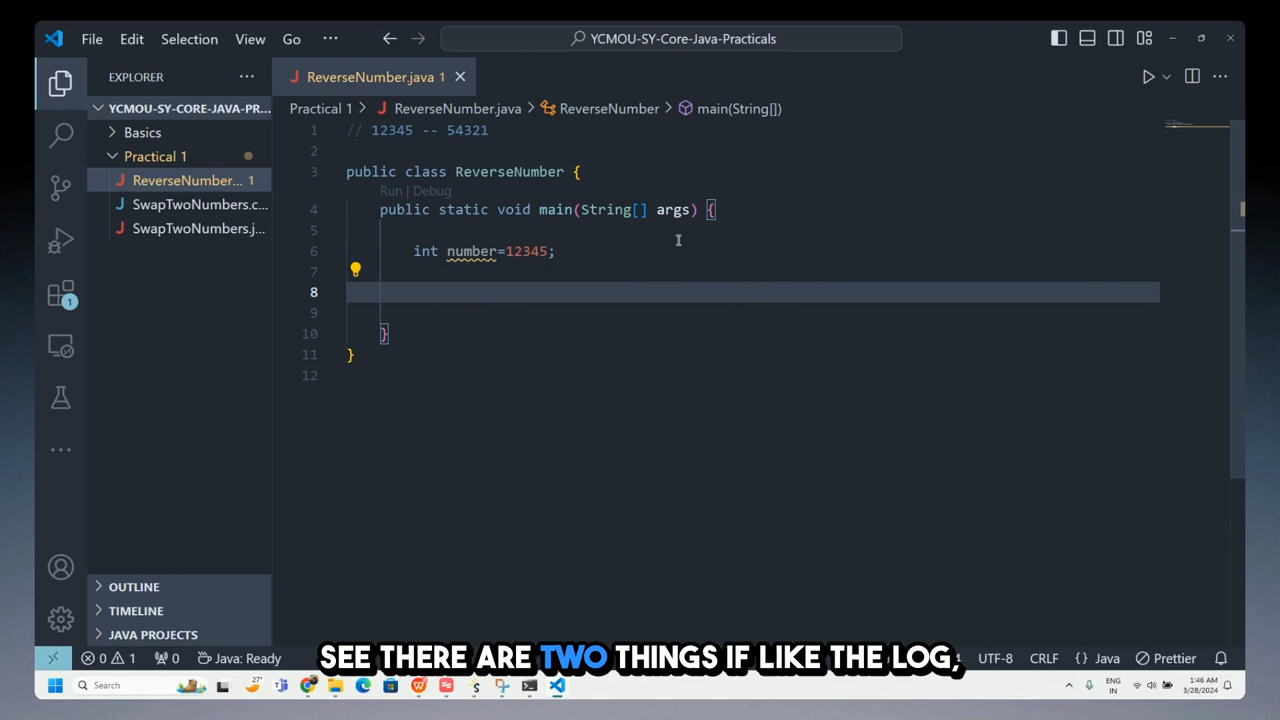 File Edit Selection View Go ··· YCMOU-SY-Core-Java-Practicals
EXPLORER ···
YCMOU-SY-CORE-JAVA-PR...
Basics
Practical 1
ReverseNumber... 1
SwapTwoNumbers.c...
SwapTwoNumbers.j...
OUTLINE
TIMELINE
JAVA PROJECTS
1
ReverseNumber.java 1
Practical 1 > ReverseNumber.java > ReverseNumber > main(String[])
1 // 12345 -- 54321
2
3 public class ReverseNumber {
Run | Debug
4 public static void main(String[] args) {
5
6 int number=12345;
7
8
9
10 }
11 }
12
SEE THERE ARE TWO THINGS IF LIKE THE LOG,
0 1 0 Java: Ready UTF-8 CRLF {} Java Prettier
Search 27° ENG IN 1:46 AM 3/28/2024